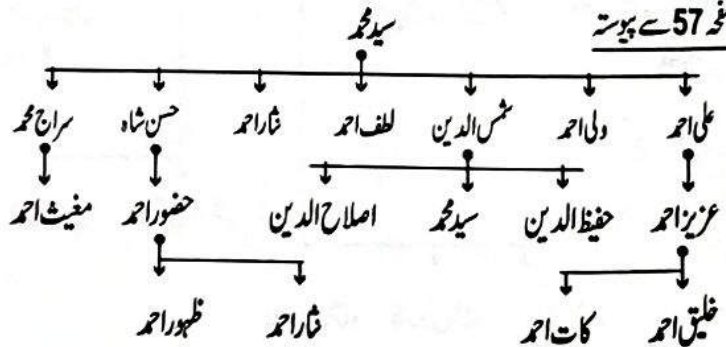 صفحہ 57 سے پیوستہ
سید محمد
علی احمد ولی احمد شمس الدین لطف احمد نثار احمد حسن شاہ سراج محمد
عزیز احمد حفیظ الدین سید محمد اصلاح الدین حضور احمد مغیث احمد
خلیق احمد کات احمد نثار احمد ظہور احمد